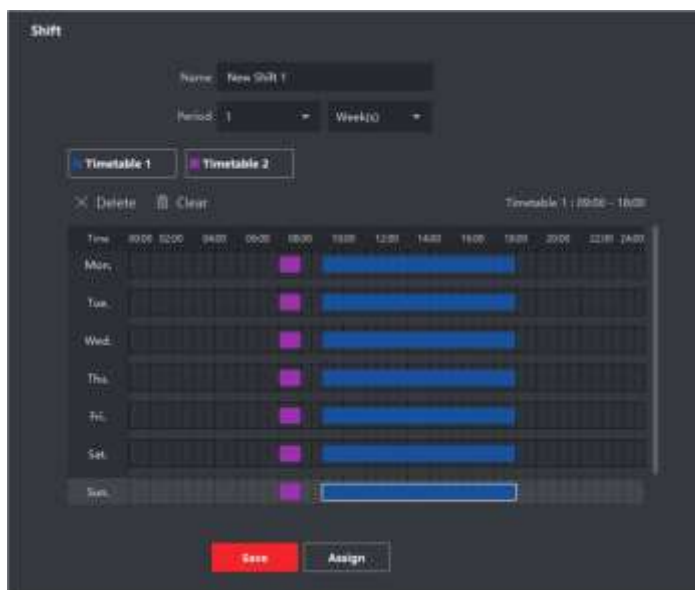 Shift
Name New Shift 1
Period 1 Week(s)
Timetable 1 Timetable 2
Delete Clear Timetable 1 : 09:00 - 18:00
Time 00:00 02:00 04:00 06:00 08:00 10:00 12:00 14:00 16:00 18:00 20:00 22:00 24:00
Mon.
Tue.
Wed.
Thu.
Fri.
Sat.
Sun.
Save Assign